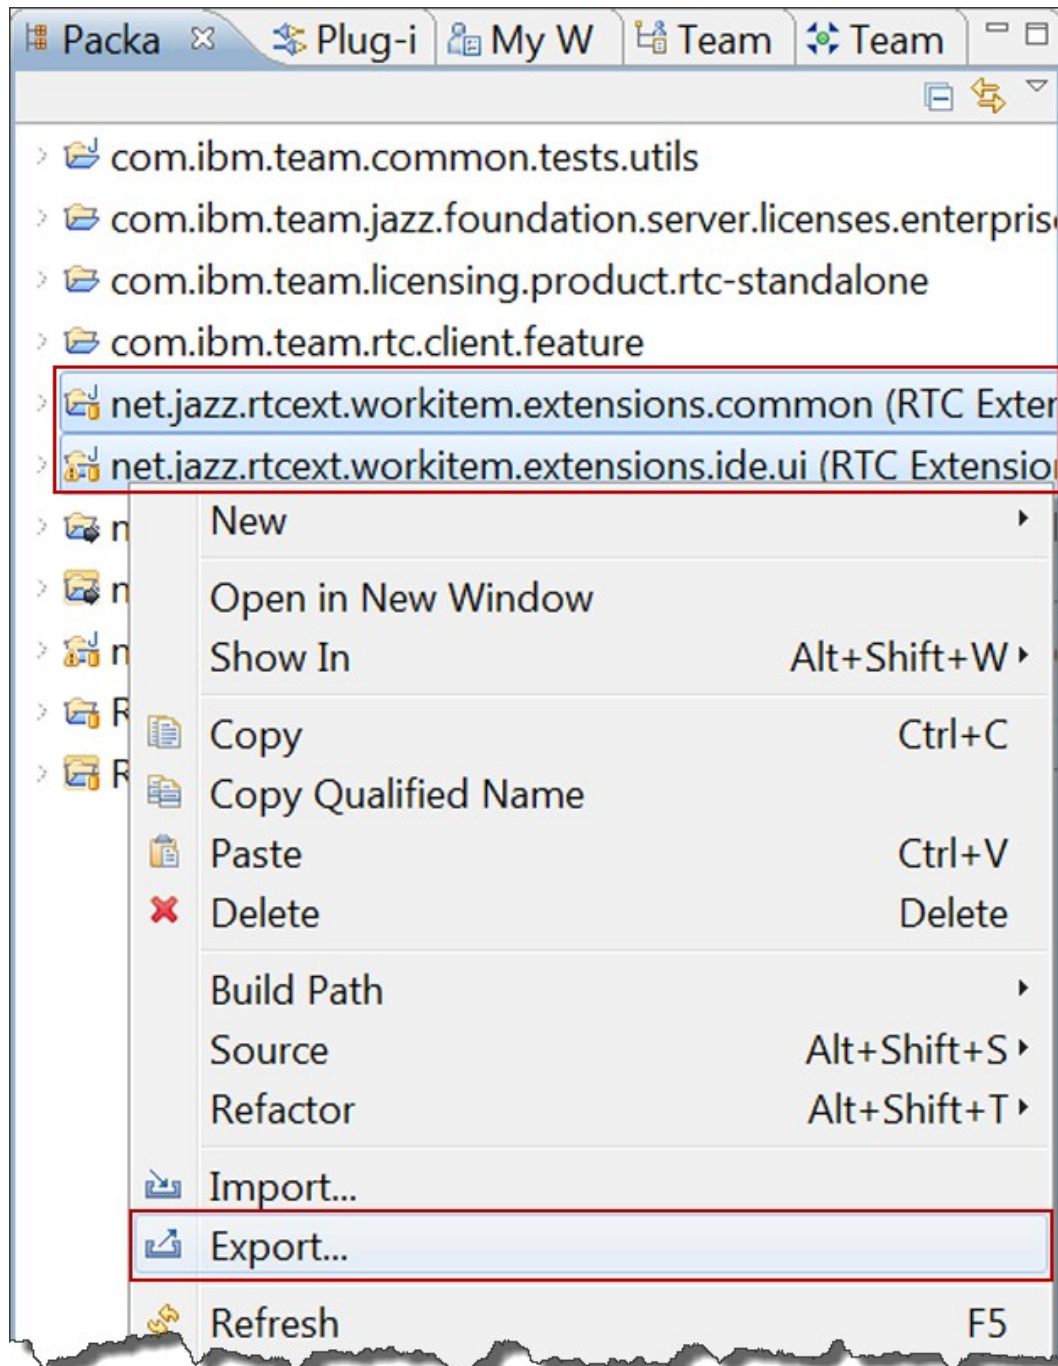 Packa Plug-i My W Team Team
com.ibm.team.common.tests.utils
com.ibm.team.jazz.foundation.server.licenses.enterpris
com.ibm.team.licensing.product.rtc-standalone
com.ibm.team.rtc.client.feature
net.jazz.rtcext.workitem.extensions.common (RTC Exter
net.jazz.rtcext.workitem.extensions.ide.ui (RTC Extensio
n
New
n
Open in New Window
n
Show In Alt+Shift+W
R
Copy Ctrl+C
R
Copy Qualified Name
Paste Ctrl+V
Delete Delete
Build Path
Source Alt+Shift+S
Refactor Alt+Shift+T
Import...
Export...
Refresh F5